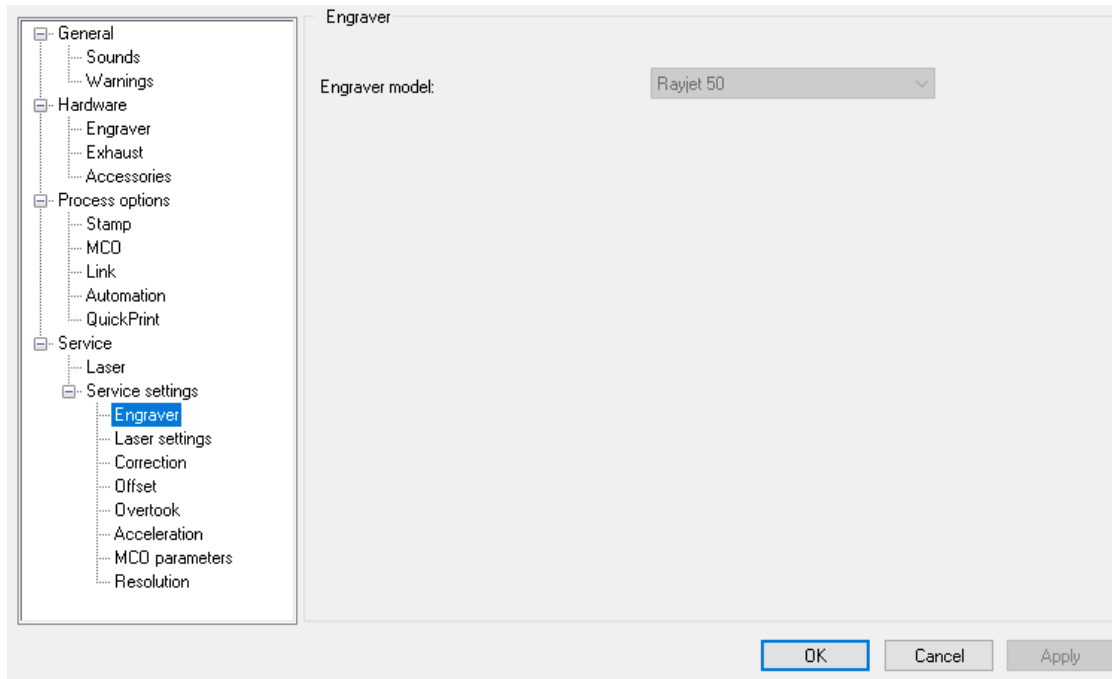 General
Sounds
Warnings
Hardware
Engraver
Exhaust
Accessories
Process options
Stamp
MCO
Link
Automation
QuickPrint
Service
Laser
Service settings
Engraver
Laser settings
Correction
Offset
Overtook
Acceleration
MCO parameters
Resolution
Engraver
Engraver model: Rayjet 50
OK Cancel Apply